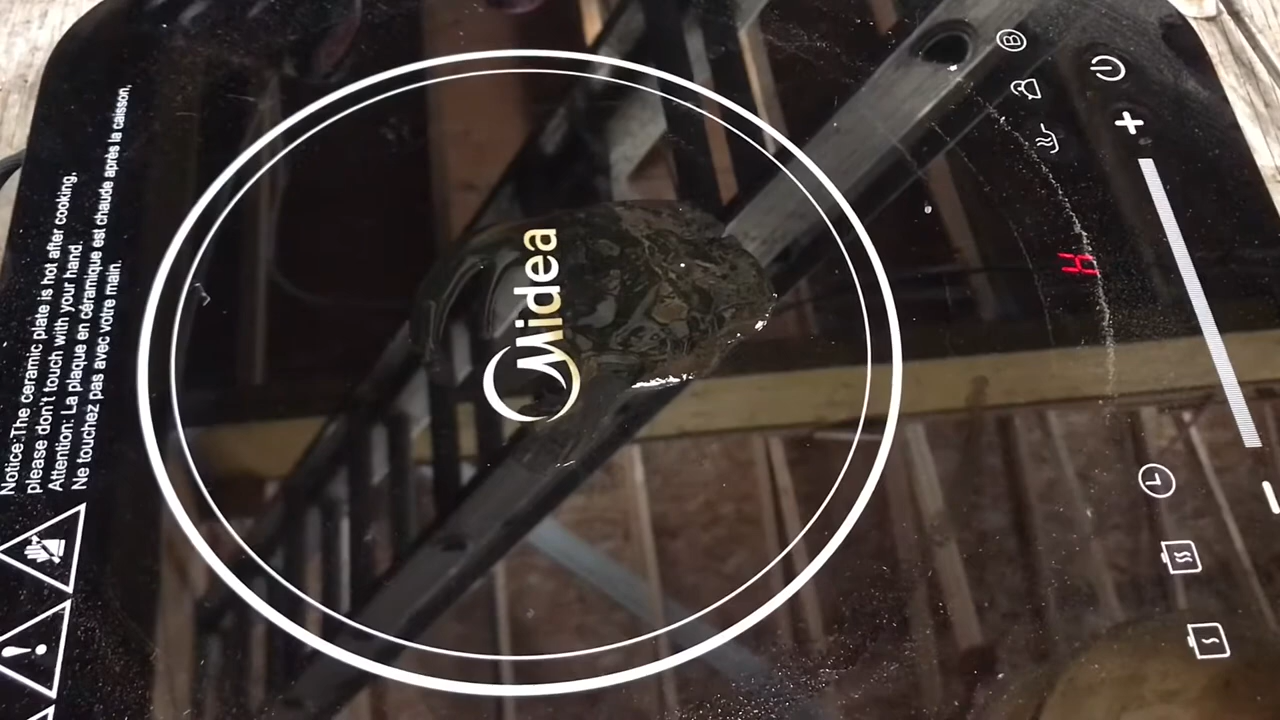 Notice:The ceramic plate is hot after cooking,
please don't touch with your hand.
Attention: La plaque en céramique est chaude après la caisson,
Ne touchez pas avec votre main.
Midea
B
H